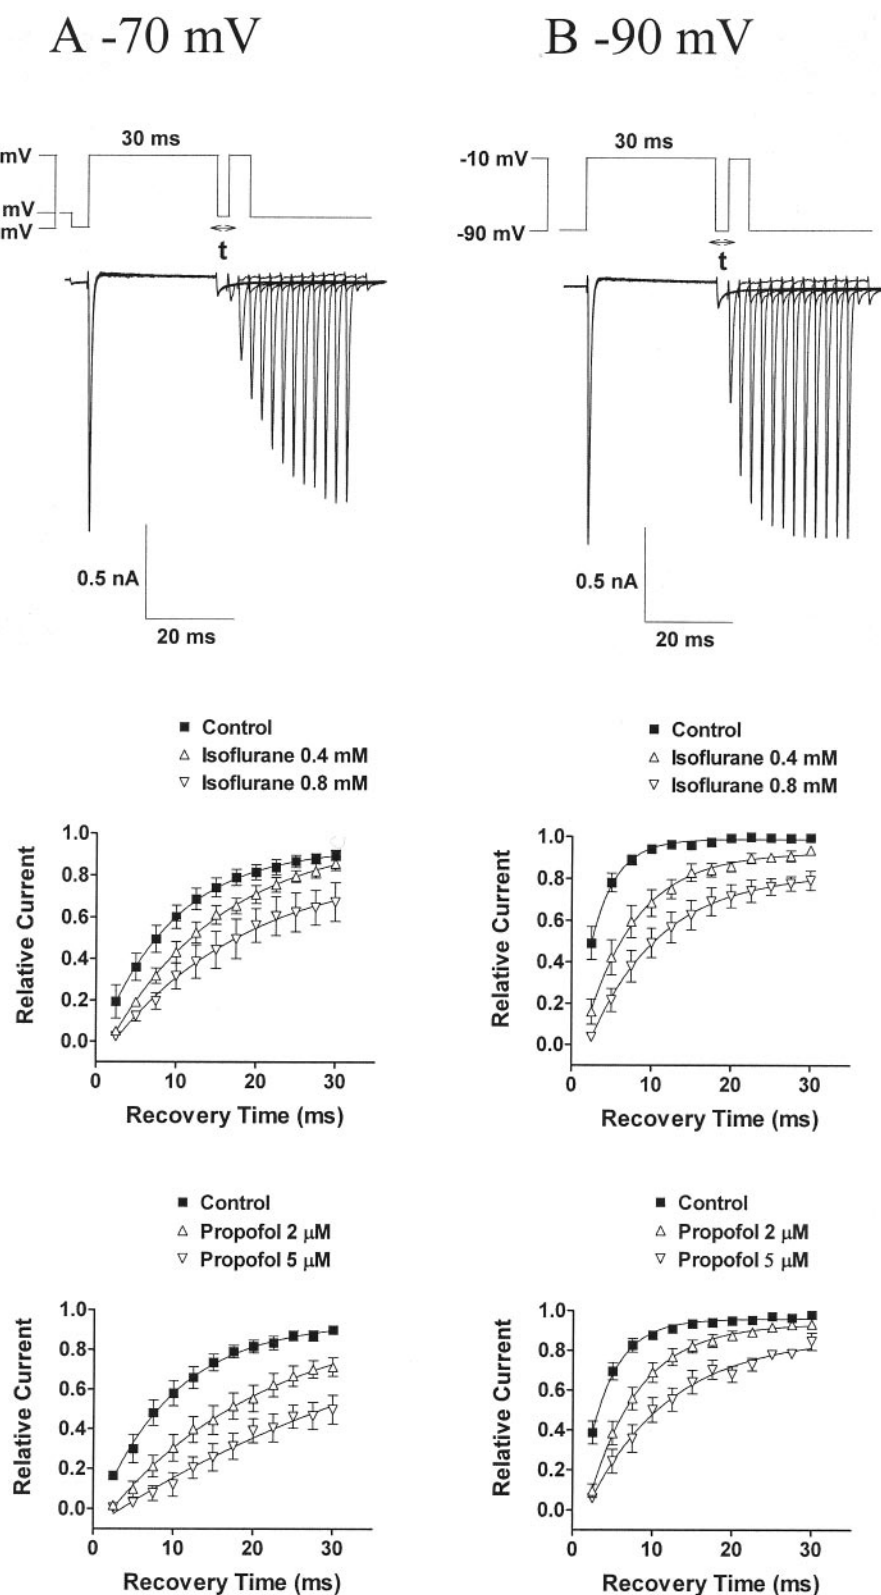 A -70 mV
B -90 mV
30 ms
mV
mV
mV
t
0.5 nA
20 ms
30 ms
-10 mV
-90 mV
t
0.5 nA
20 ms
Control
Isoflurane 0.4 mM
Isoflurane 0.8 mM
Relative Current
1.0
0.8
0.6
0.4
0.2
0.0
0 10 20 30
Recovery Time (ms)
Control
Isoflurane 0.4 mM
Isoflurane 0.8 mM
Relative Current
1.0
0.8
0.6
0.4
0.2
0.0
0 10 20 30
Recovery Time (ms)
Control
Propofol 2 μM
Propofol 5 μM
Relative Current
1.0
0.8
0.6
0.4
0.2
0.0
0 10 20 30
Recovery Time (ms)
Control
Propofol 2 μM
Propofol 5 μM
Relative Current
1.0
0.8
0.6
0.4
0.2
0.0
0 10 20 30
Recovery Time (ms)